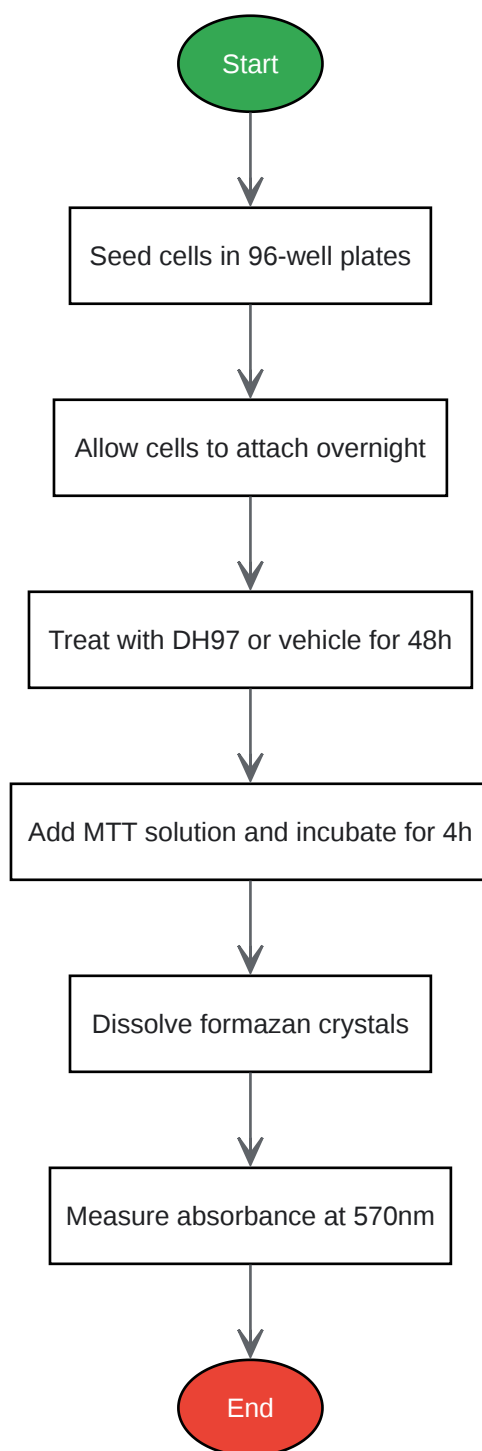 Start
Seed cells in 96-well plates
Allow cells to attach overnight
Treat with DH97 or vehicle for 48h
Add MTT solution and incubate for 4h
Dissolve formazan crystals
Measure absorbance at 570nm
End